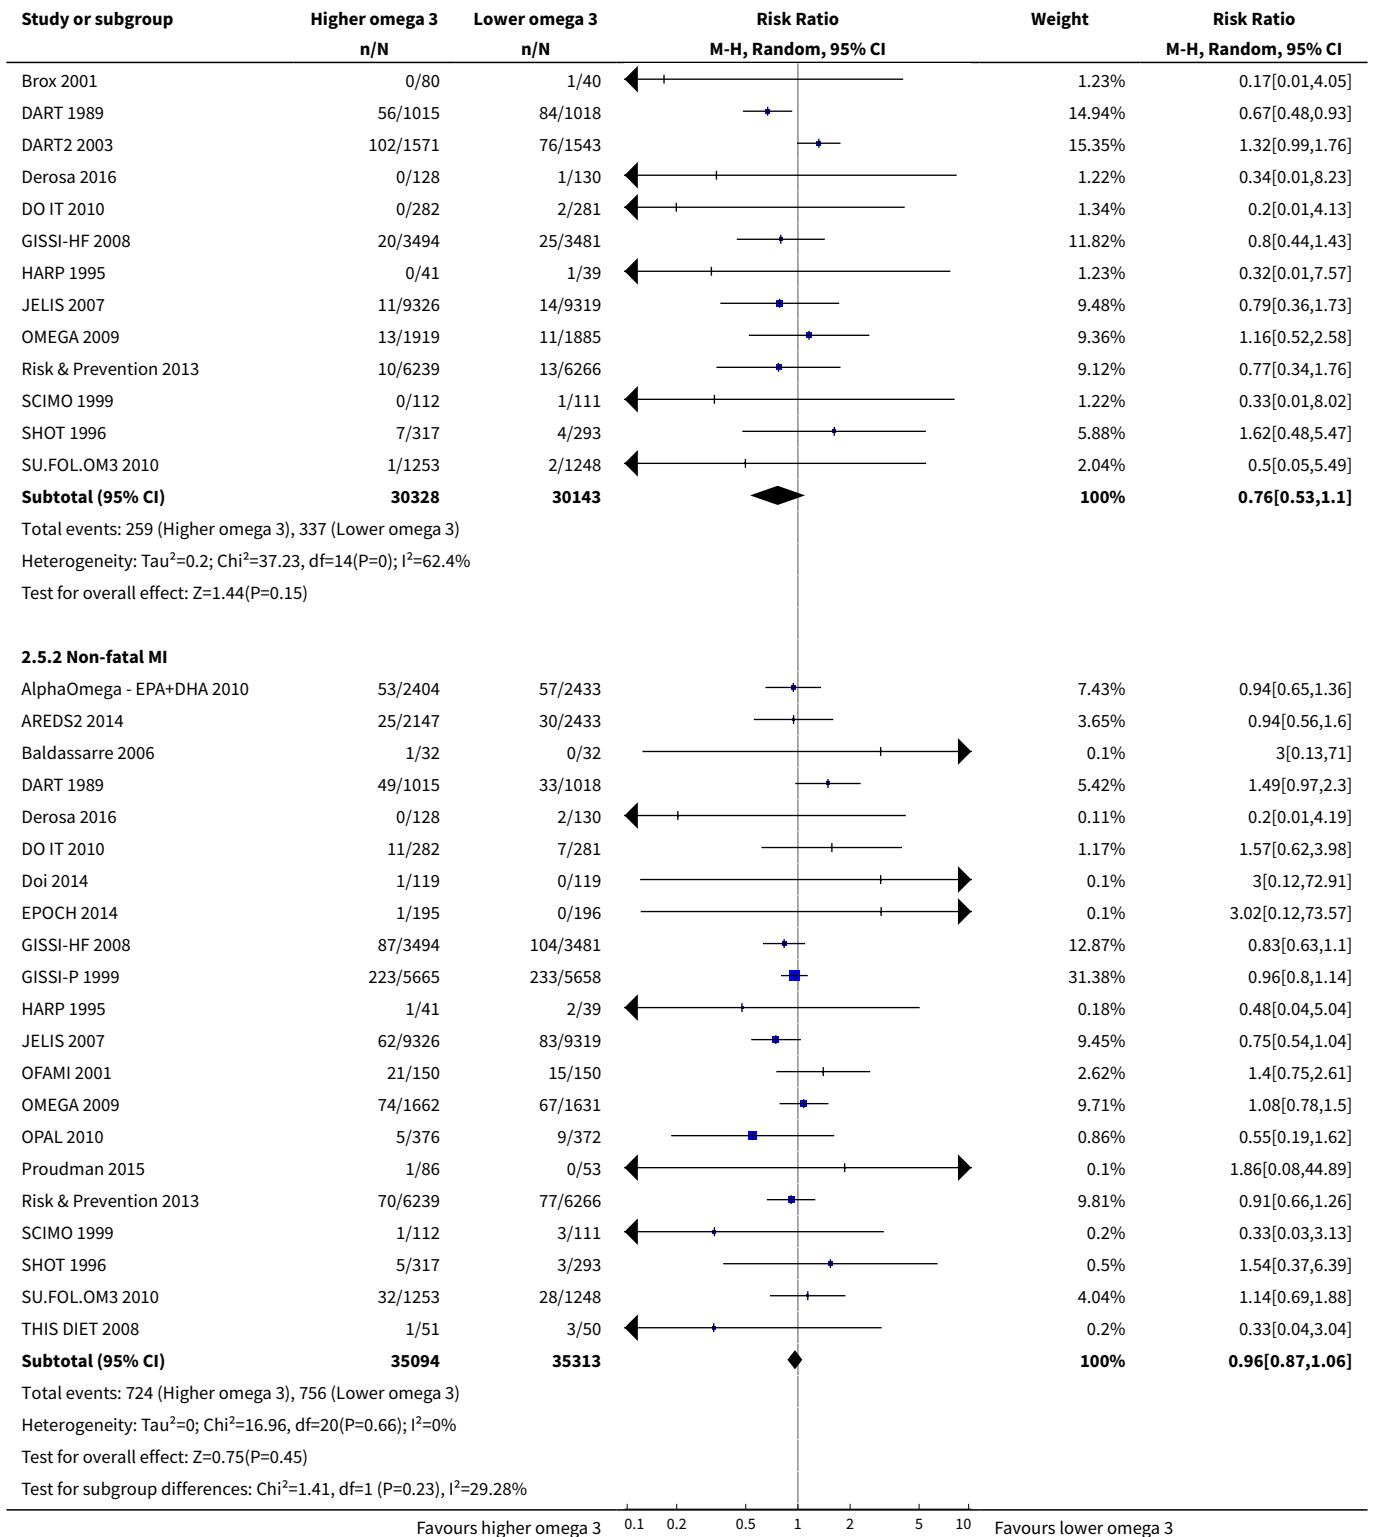 Study or subgroup Higher omega 3 Lower omega 3 Risk Ratio Weight Risk Ratio
n/N n/N M-H, Random, 95% CI M-H, Random, 95% CI
Brox 2001 0/80 1/40 1.23% 0.17[0.01,4.05]
DART 1989 56/1015 84/1018 14.94% 0.67[0.48,0.93]
DART2 2003 102/1571 76/1543 15.35% 1.32[0.99,1.76]
Derosa 2016 0/128 1/130 1.22% 0.34[0.01,8.23]
DO IT 2010 0/282 2/281 1.34% 0.2[0.01,4.13]
GISSI-HF 2008 20/3494 25/3481 11.82% 0.8[0.44,1.43]
HARP 1995 0/41 1/39 1.23% 0.32[0.01,7.57]
JELIS 2007 11/9326 14/9319 9.48% 0.79[0.36,1.73]
OMEGA 2009 13/1919 11/1885 9.36% 1.16[0.52,2.58]
Risk & Prevention 2013 10/6239 13/6266 9.12% 0.77[0.34,1.76]
SCIMO 1999 0/112 1/111 1.22% 0.33[0.01,8.02]
SHOT 1996 7/317 4/293 5.88% 1.62[0.48,5.47]
SU.FOL.OM3 2010 1/1253 2/1248 2.04% 0.5[0.05,5.49]
Subtotal (95% CI) 30328 30143 100% 0.76[0.53,1.1]
Total events: 259 (Higher omega 3), 337 (Lower omega 3)
Heterogeneity: Tau²=0.2; Chi²=37.23, df=14(P=0); I²=62.4%
Test for overall effect: Z=1.44(P=0.15)
2.5.2 Non-fatal MI
AlphaOmega - EPA+DHA 2010 53/2404 57/2433 7.43% 0.94[0.65,1.36]
AREDS2 2014 25/2147 30/2433 3.65% 0.94[0.56,1.6]
Baldassarre 2006 1/32 0/32 0.1% 3[0.13,71]
DART 1989 49/1015 33/1018 5.42% 1.49[0.97,2.3]
Derosa 2016 0/128 2/130 0.11% 0.2[0.01,4.19]
DO IT 2010 11/282 7/281 1.17% 1.57[0.62,3.98]
Doi 2014 1/119 0/119 0.1% 3[0.12,72.91]
EPOCH 2014 1/195 0/196 0.1% 3.02[0.12,73.57]
GISSI-HF 2008 87/3494 104/3481 12.87% 0.83[0.63,1.1]
GISSI-P 1999 223/5665 233/5658 31.38% 0.96[0.8,1.14]
HARP 1995 1/41 2/39 0.18% 0.48[0.04,5.04]
JELIS 2007 62/9326 83/9319 9.45% 0.75[0.54,1.04]
OFAMI 2001 21/150 15/150 2.62% 1.4[0.75,2.61]
OMEGA 2009 74/1662 67/1631 9.71% 1.08[0.78,1.5]
OPAL 2010 5/376 9/372 0.86% 0.55[0.19,1.62]
Proudman 2015 1/86 0/53 0.1% 1.86[0.08,44.89]
Risk & Prevention 2013 70/6239 77/6266 9.81% 0.91[0.66,1.26]
SCIMO 1999 1/112 3/111 0.2% 0.33[0.03,3.13]
SHOT 1996 5/317 3/293 0.5% 1.54[0.37,6.39]
SU.FOL.OM3 2010 32/1253 28/1248 4.04% 1.14[0.69,1.88]
THIS DIET 2008 1/51 3/50 0.2% 0.33[0.04,3.04]
Subtotal (95% CI) 35094 35313 100% 0.96[0.87,1.06]
Total events: 724 (Higher omega 3), 756 (Lower omega 3)
Heterogeneity: Tau²=0; Chi²=16.96, df=20(P=0.66); I²=0%
Test for overall effect: Z=0.75(P=0.45)
Test for subgroup differences: Chi²=1.41, df=1 (P=0.23), I²=29.28%
Favours higher omega 3 0.1 0.2 0.5 1 2 5 10 Favours lower omega 3